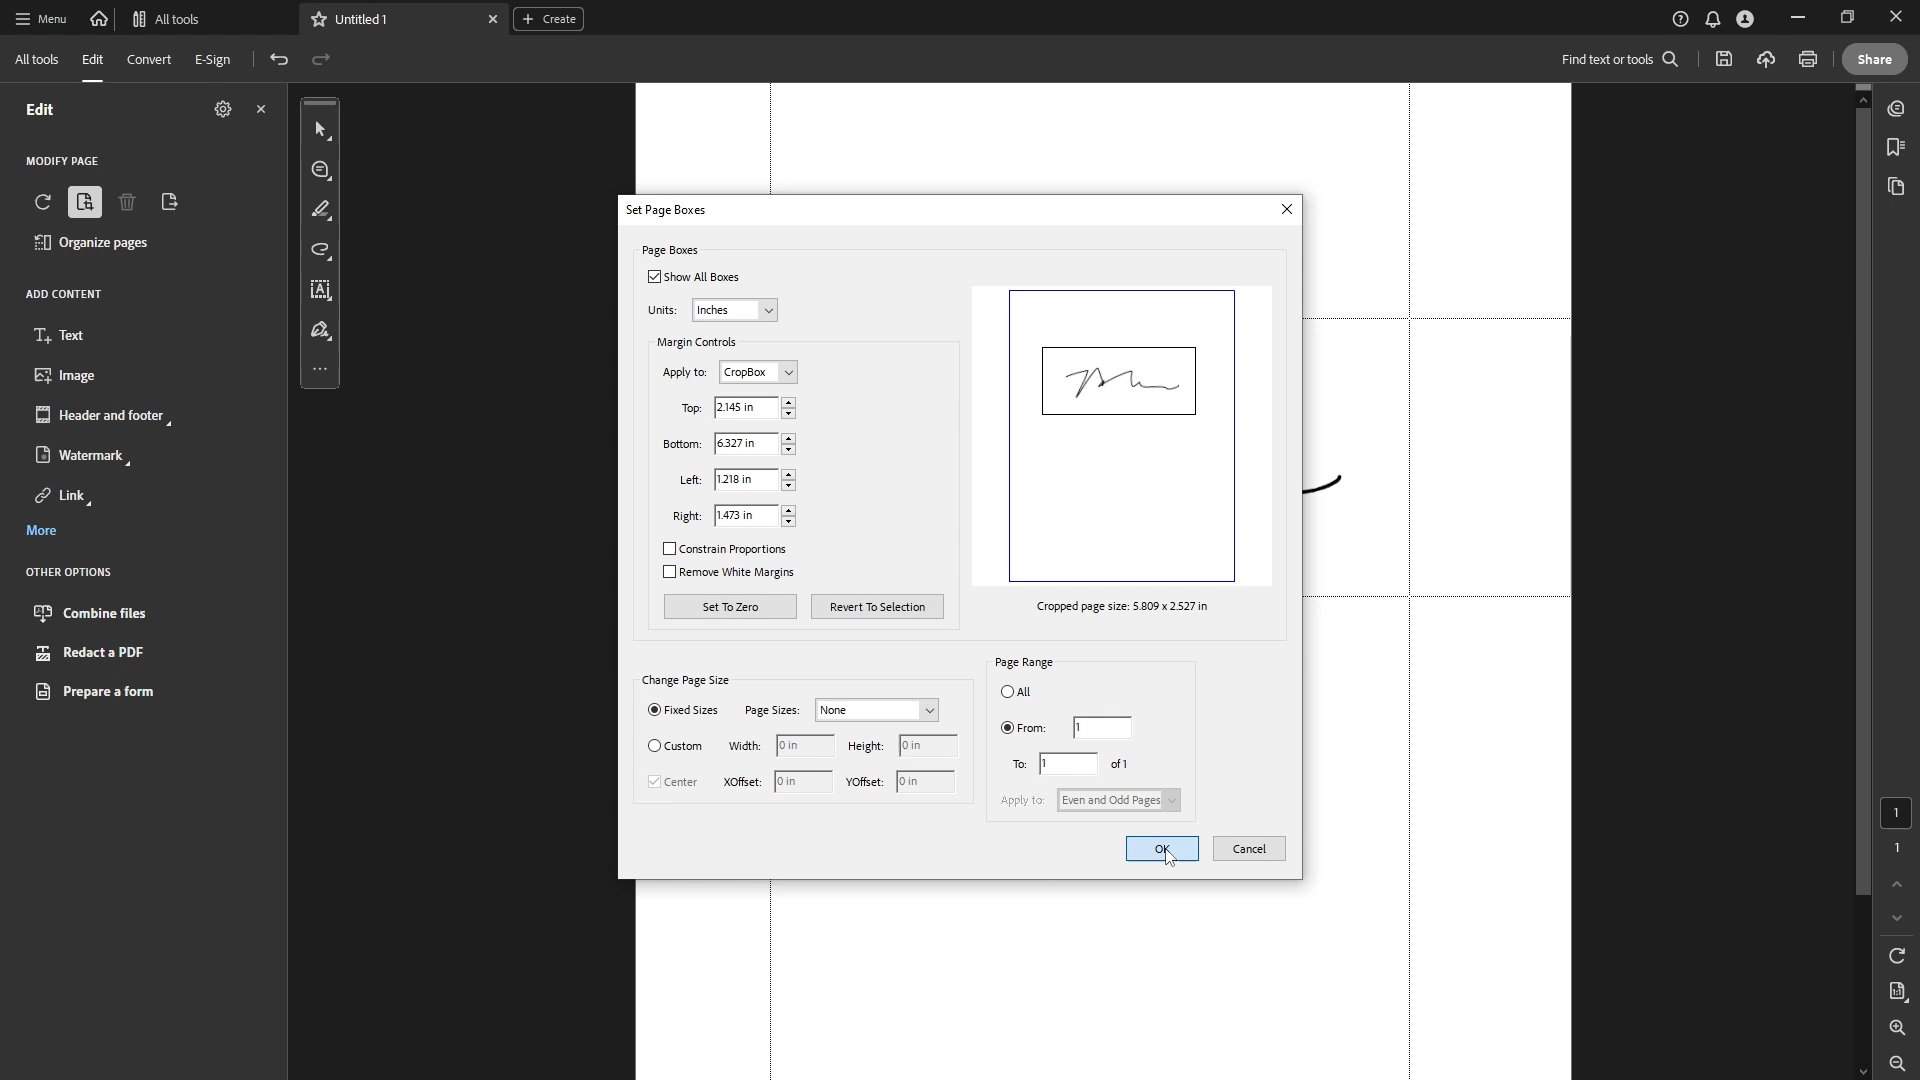 Menu
All tools
Untitled 1
Create
All tools
Edit
Convert
E-Sign
Find text or tools
Share
Edit
MODIFY PAGE
Organize pages
ADD CONTENT
Text
Image
Header and footer
Watermark
Link
More
OTHER OPTIONS
Combine files
Redact a PDF
Prepare a form
Set Page Boxes
Page Boxes
Show All Boxes
Units: Inches
Margin Controls
Apply to: CropBox
Top: 2.145 in
Bottom: 6.327 in
Left: 1.218 in
Right: 1.473 in
Constrain Proportions
Remove White Margins
Set To Zero
Revert To Selection
Cropped page size: 5.809 x 2.527 in
Change Page Size
Fixed Sizes Page Sizes: None
Custom Width: 0 in Height: 0 in
Center XOffset: 0 in YOffset: 0 in
Page Range
All
From: 1
To: 1 of 1
Apply to: Even and Odd Pages
OK
Cancel
1
1
1:1